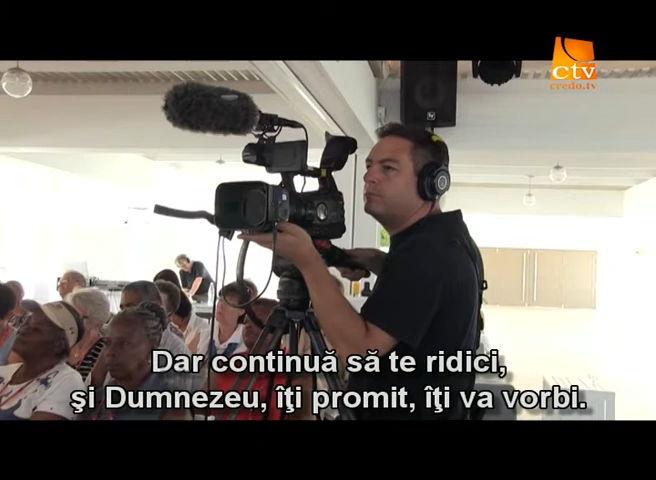 ctv
credo.tv
Dar continuă să te ridici,
şi Dumnezeu, îţi promit, îţi va vorbi.